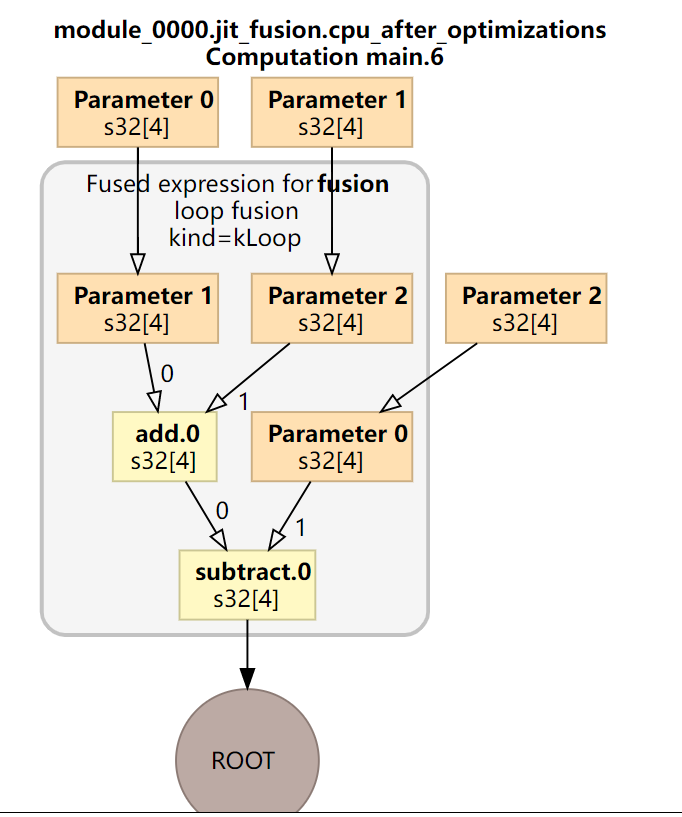 module_0000.jit_fusion.cpu_after_optimizations
Computation main.6
Parameter 0
s32[4]
Parameter 1
s32[4]
Fused expression for fusion
loop fusion
kind=kLoop
Parameter 1
s32[4]
Parameter 2
s32[4]
Parameter 2
s32[4]
0
1
add.0
s32[4]
Parameter 0
s32[4]
0
1
subtract.0
s32[4]
ROOT